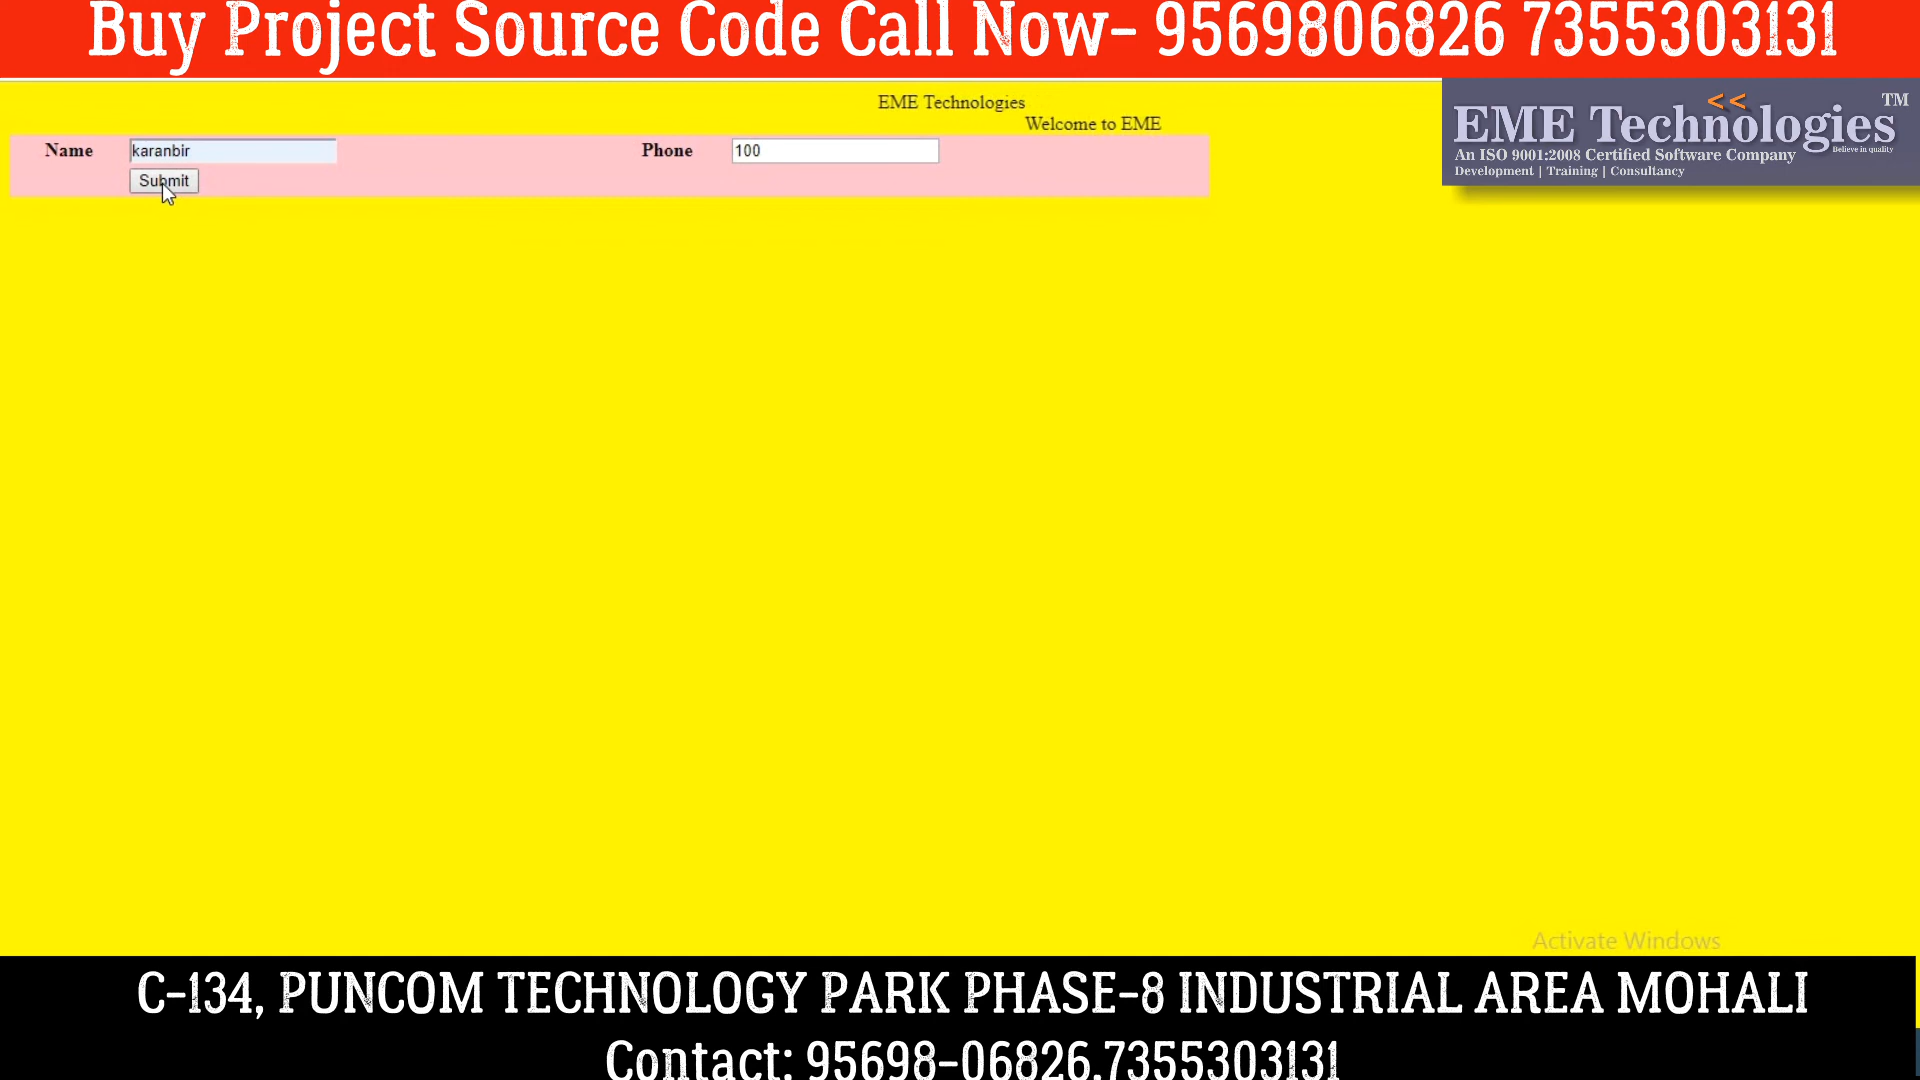 Buy Project Source Code Call Now- 9569806826 7355303131
EME Technologies
Welcome to EME
<< TM
EME Technologies
Believe in quality
An ISO 9001:2008 Certified Software Company
Development | Training | Consultancy
Name karanbir Phone 100
Submit
Activate Windows
C-134, PUNCOM TECHNOLOGY PARK PHASE-8 INDUSTRIAL AREA MOHALI
Contact: 95698-06826,7355303131